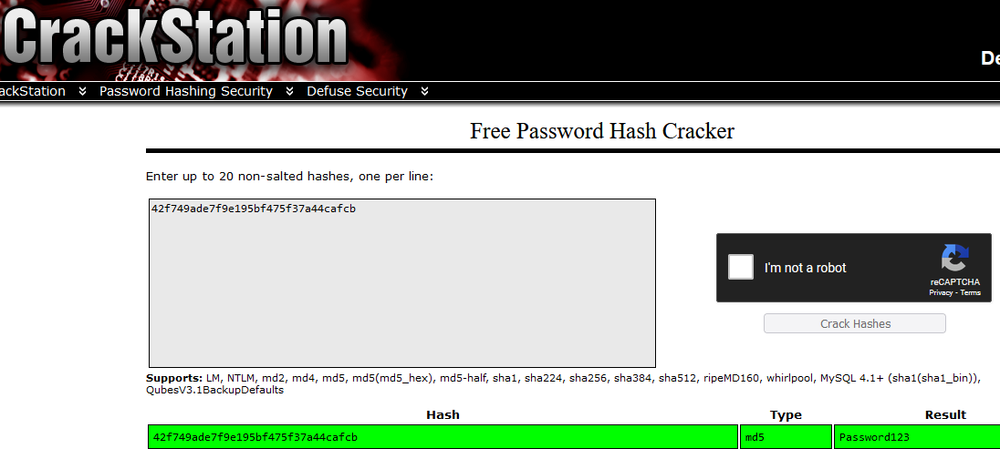 CrackStation
De
ackStation Password Hashing Security Defuse Security
Free Password Hash Cracker
Enter up to 20 non-salted hashes, one per line:
42f749ade7f9e195bf475f37a44cafcb
I'm not a robot
reCAPTCHA
Privacy - Terms
Crack Hashes
Supports: LM, NTLM, md2, md4, md5, md5(md5_hex), md5-half, sha1, sha224, sha256, sha384, sha512, ripeMD160, whirlpool, MySQL 4.1+ (sha1(sha1_bin)),
QubesV3.1BackupDefaults
Hash Type Result
42f749ade7f9e195bf475f37a44cafcb md5 Password123